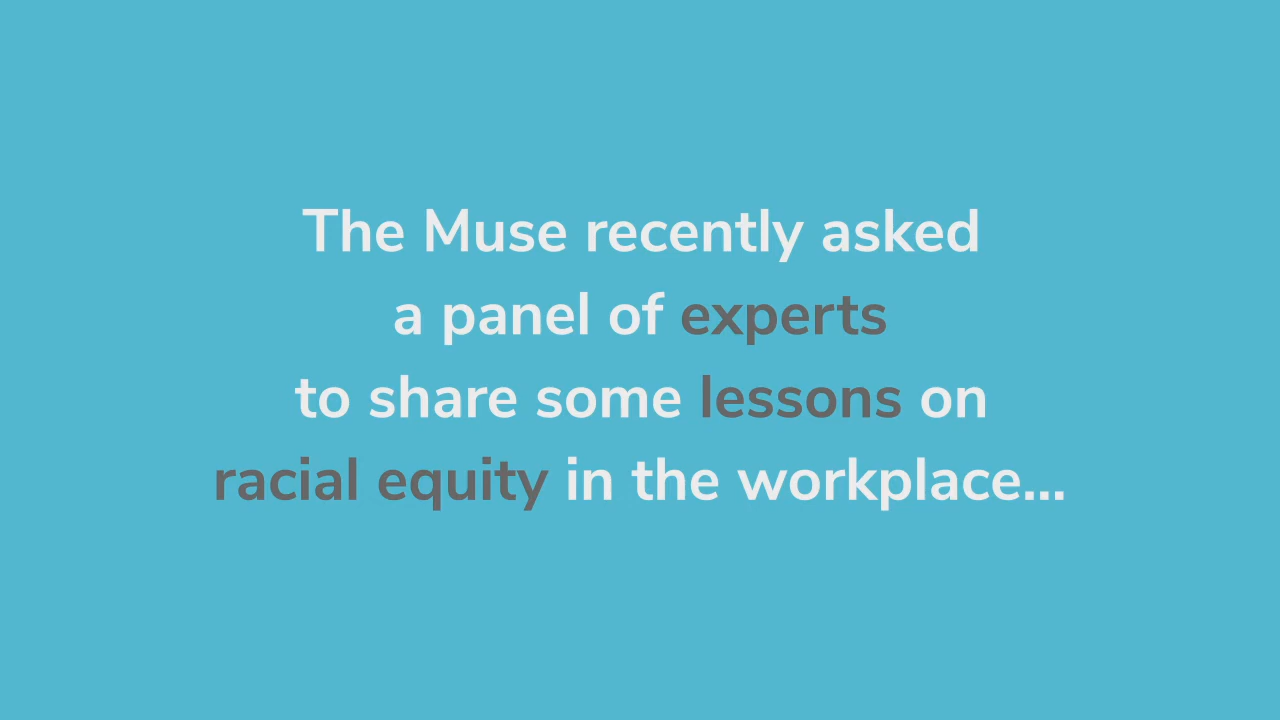 The Muse recently asked
a panel of experts
to share some lessons on
racial equity in the workplace...